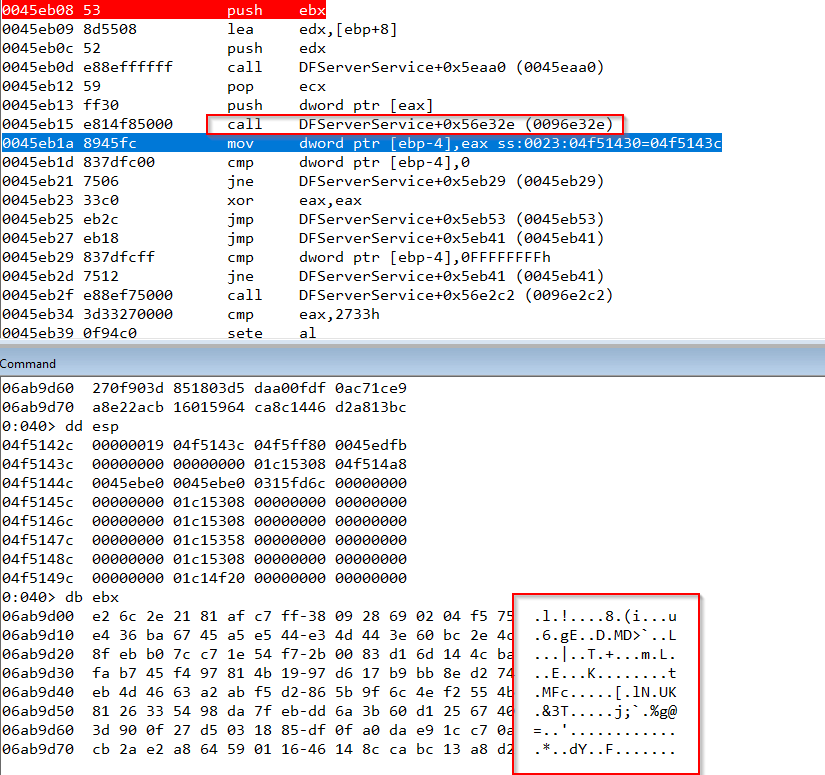 0045eb08 53 push ebx
0045eb09 8d5508 lea edx,[ebp+8]
0045eb0c 52 push edx
0045eb0d e88effffff call DFServerService+0x5eaa0 (0045eaa0)
0045eb12 59 pop ecx
0045eb13 ff30 push dword ptr [eax]
0045eb15 e814f85000 call DFServerService+0x56e32e (0096e32e)
0045eb1a 8945fc mov dword ptr [ebp-4],eax ss:0023:04f51430=04f5143c
0045eb1d 837dfc00 cmp dword ptr [ebp-4],0
0045eb21 7506 jne DFServerService+0x5eb29 (0045eb29)
0045eb23 33c0 xor eax,eax
0045eb25 eb2c jmp DFServerService+0x5eb53 (0045eb53)
0045eb27 eb18 jmp DFServerService+0x5eb41 (0045eb41)
0045eb29 837dfcff cmp dword ptr [ebp-4],0FFFFFFFFh
0045eb2d 7512 jne DFServerService+0x5eb41 (0045eb41)
0045eb2f e88ef75000 call DFServerService+0x56e2c2 (0096e2c2)
0045eb34 3d33270000 cmp eax,2733h
0045eb39 0f94c0 sete al
Command
06ab9d60 270f903d 851803d5 daa00fdf 0ac71ce9
06ab9d70 a8e22acb 16015964 ca8c1446 d2a813bc
0:040> dd esp
04f5142c 00000019 04f5143c 04f5ff80 0045edfb
04f5143c 00000000 00000000 01c15308 04f514a8
04f5144c 0045ebe0 0045ebe0 0315fd6c 00000000
04f5145c 00000000 01c15308 00000000 00000000
04f5146c 00000000 01c15308 00000000 00000000
04f5147c 00000000 01c15358 00000000 00000000
04f5148c 00000000 01c15308 00000000 00000000
04f5149c 00000000 01c14f20 00000000 00000000
0:040> db ebx
06ab9d00 e2 6c 2e 21 81 af c7 ff-38 09 28 69 02 04 f5 75 .l.!....8.(i...u
06ab9d10 e4 36 ba 67 45 a5 e5 44-e3 4d 44 3e 60 bc 2e 4c .6.gE..D.MD>`..L
06ab9d20 8f eb b0 7c c7 1e 54 f7-2b 00 83 d1 6d 14 4c ba ...|..T.+...m.L.
06ab9d30 fa b7 45 f4 97 81 4b 19-97 d6 17 b9 bb 8e d2 74 ..E...K........t
06ab9d40 eb 4d 46 63 a2 ab f5 d2-86 5b 9f 6c 4e f2 55 4b .MFc.....[.lN.UK
06ab9d50 81 26 33 54 98 da 7f eb-dd 6a 3b 60 d1 25 67 40 .&3T.....j;`.%g@
06ab9d60 3d 90 0f 27 d5 03 18 85-df 0f a0 da e9 1c c7 0a =..'............
06ab9d70 cb 2a e2 a8 64 59 01 16-46 14 8c ca bc 13 a8 d2 .*..dY..F.......